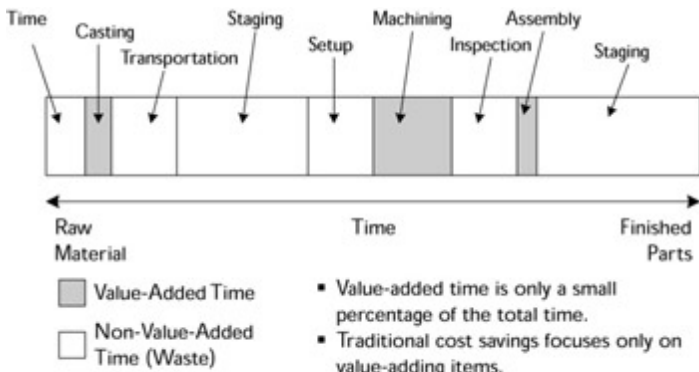 Time
Casting
Transportation
Staging
Setup
Machining
Inspection
Assembly
Staging
Raw
Material
Time
Finished
Parts
Value-Added Time
Non-Value-Added
Time (Waste)
▪ Value-added time is only a small
percentage of the total time.
▪ Traditional cost savings focuses only on
value-adding items.